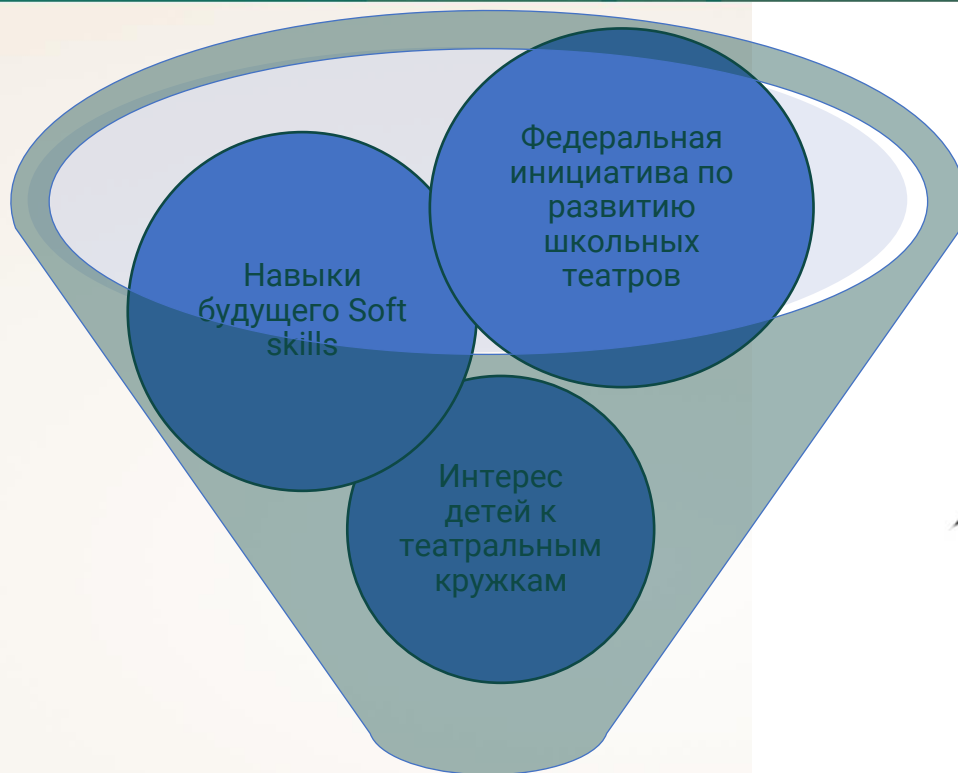 Федеральная
инициатива по
развитию
школьных
театров
Навыки
будущего Soft
skills
Интерес
детей к
театральным
кружкам